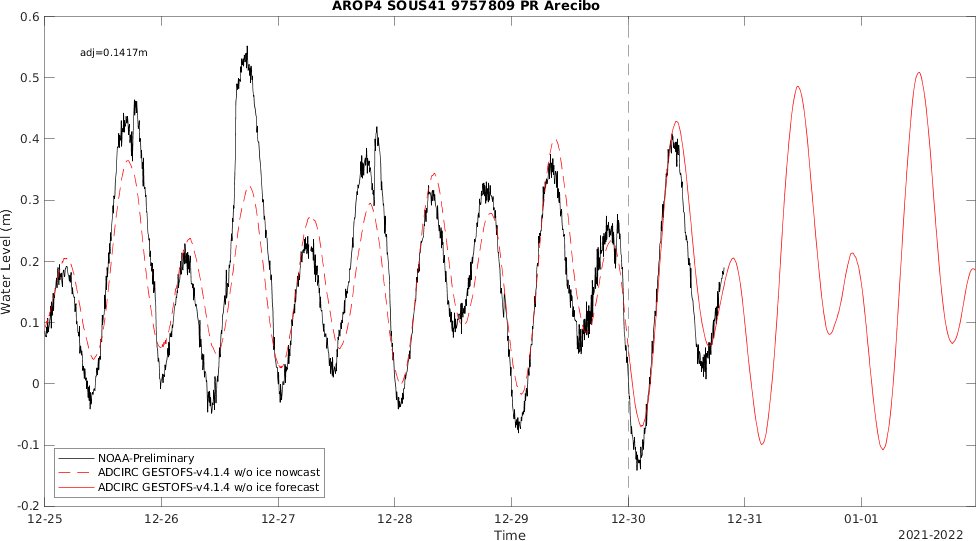 AROP4 SOUS41 9757809 PR Arecibo
adj=0.1417m
0.6
0.5
0.4
0.3
0.2
0.1
0
-0.1
-0.2
Water Level (m)
NOAA-Preliminary
ADCIRC GESTOFS-v4.1.4 w/o ice nowcast
ADCIRC GESTOFS-v4.1.4 w/o ice forecast
12-25 12-26 12-27 12-28 12-29 12-30 12-31 01-01
Time
2021-2022